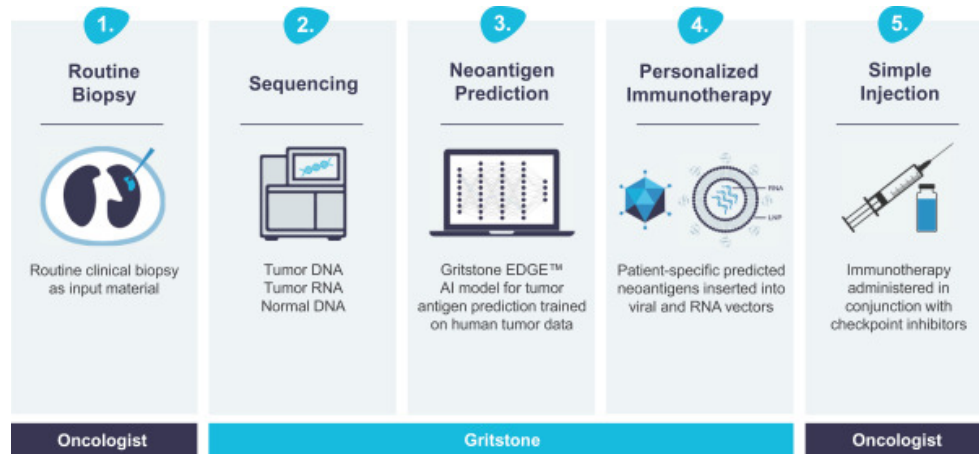 1.
Routine
Biopsy
Routine clinical biopsy
as input material
2.
Sequencing
Tumor DNA
Tumor RNA
Normal DNA
3.
Neoantigen
Prediction
Gritstone EDGE™
AI model for tumor
antigen prediction trained
on human tumor data
4.
Personalized
Immunotherapy
RNA
LNP
Patient-specific predicted
neoantigens inserted into
viral and RNA vectors
5.
Simple
Injection
Immunotherapy
administered in
conjunction with
checkpoint inhibitors
Oncologist
Gritstone
Oncologist